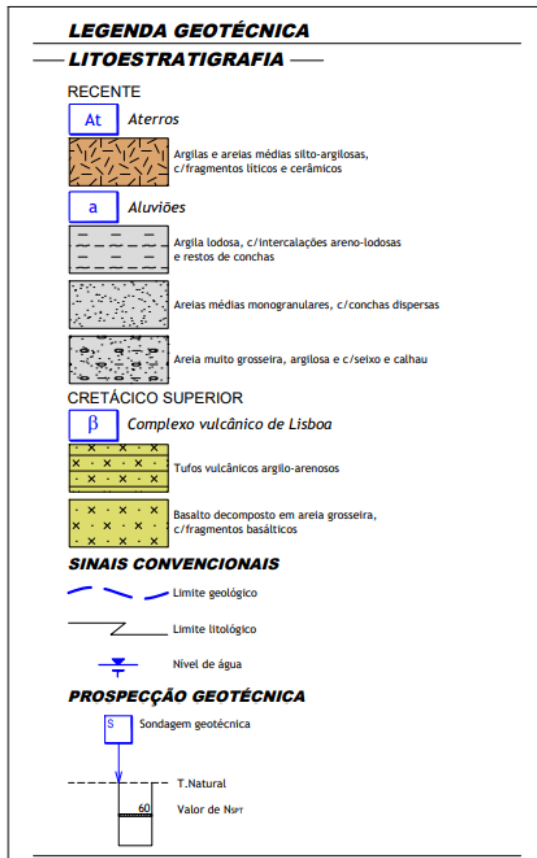 LEGENDA GEOTÉCNICA
LITOESTRATIGRAFIA
RECENTE
At Aterros
Argilas e areias médias silto-argilosas,
c/fragmentos líticos e cerâmicos
a Aluviões
Argila lodosa, c/intercalações areno-lodosas
e restos de conchas
Areias médias monogranulares, c/conchas dispersas
Areia muito grosseira, argilosa e c/seixo e calhau
CRETÁCICO SUPERIOR
β Complexo vulcânico de Lisboa
Tufos vulcânicos argilo-arenosos
Basalto decomposto em areia grosseira,
c/fragmentos basálticos
SINAIS CONVENCIONAIS
Limite geológico
Limite litológico
Nível de água
PROSPECÇÃO GEOTÉCNICA
S Sondagem geotécnica
T.Natural
60 Valor de NSPT